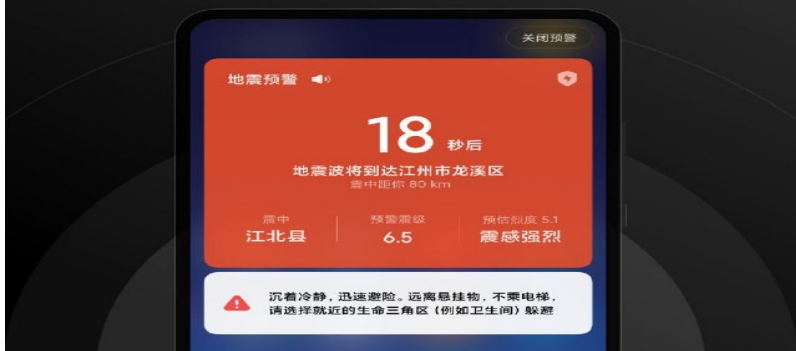 关闭预警
地震预警
18 秒后
地震波将到达江州市龙溪区
震中距你 80 km
震中 预警震级 预估烈度 5.1
江北县 6.5 震感强烈
沉着冷静，迅速避险。远离悬挂物，不乘电梯，
请选择就近的生命三角区（例如卫生间）躲避